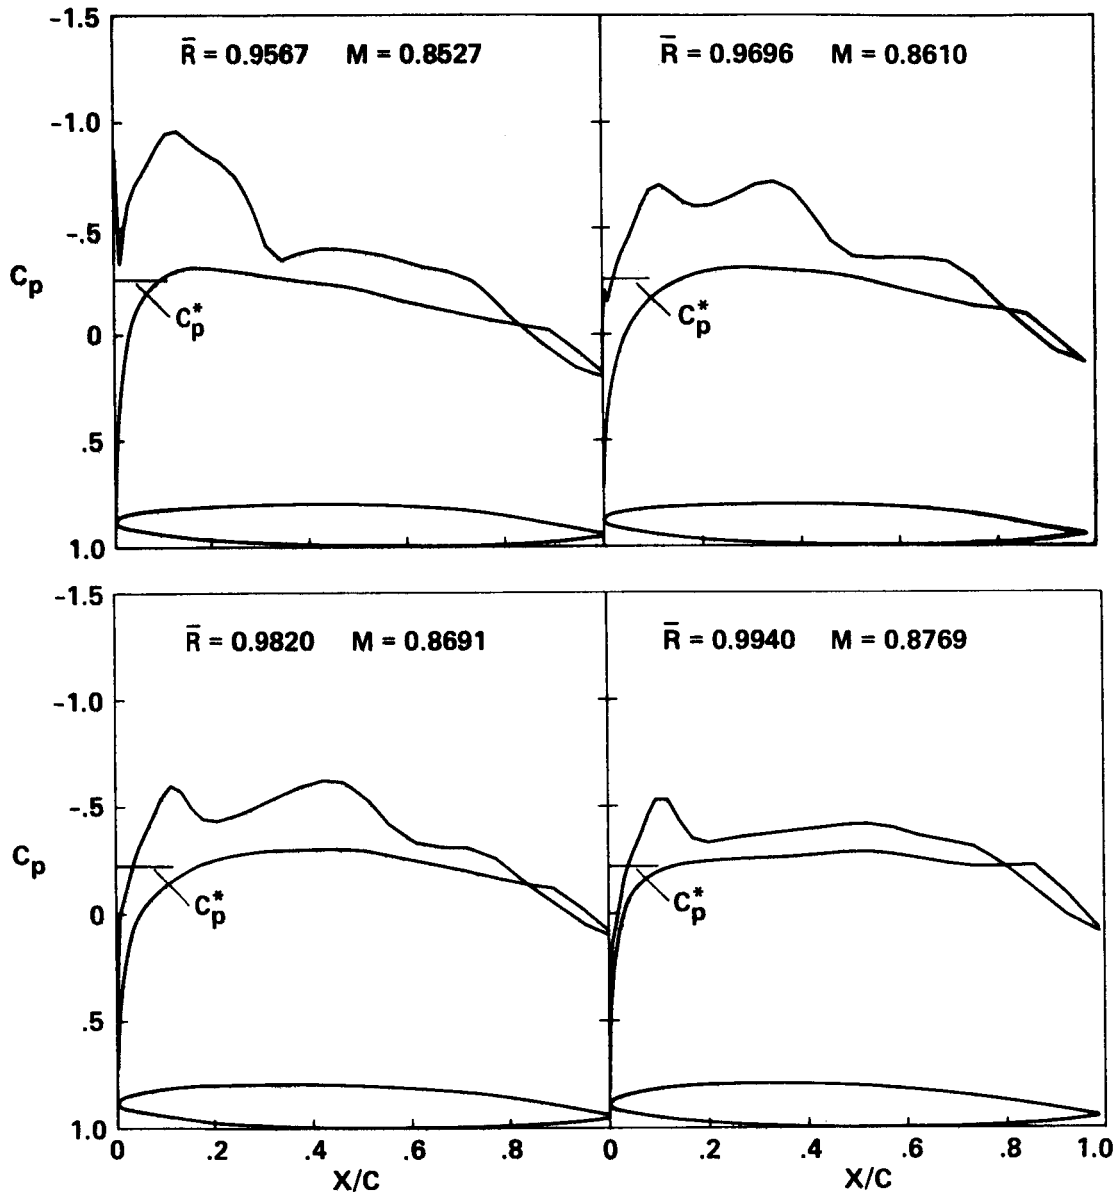 -1.5
R̄ = 0.9567 M = 0.8527
R̄ = 0.9696 M = 0.8610
-1.0
-.5
Cp
Cp*
Cp*
0
.5
1.0
-1.5
R̄ = 0.9820 M = 0.8691
R̄ = 0.9940 M = 0.8769
-1.0
-.5
Cp
Cp*
Cp*
0
.5
1.0
0 .2 .4 .6 .8 0 .2 .4 .6 .8 1.0
X/C X/C